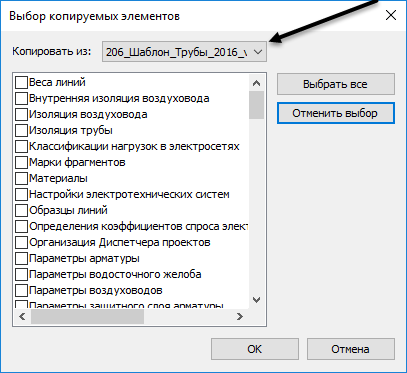 Выбор копируемых элементов
Копировать из: 206_Шаблон_Трубы_2016_v
Веса линий
Внутренняя изоляция воздуховода
Изоляция воздуховода
Изоляция трубы
Классификации нагрузок в электросетях
Марки фрагментов
Материалы
Настройки электротехнических систем
Образцы линий
Определения коэффициентов спроса элект
Организация Диспетчера проектов
Параметры арматуры
Параметры водосточного желоба
Параметры воздуховодов
Параметры защитного слоя арматуры
Выбрать все
Отменить выбор
OK Отмена